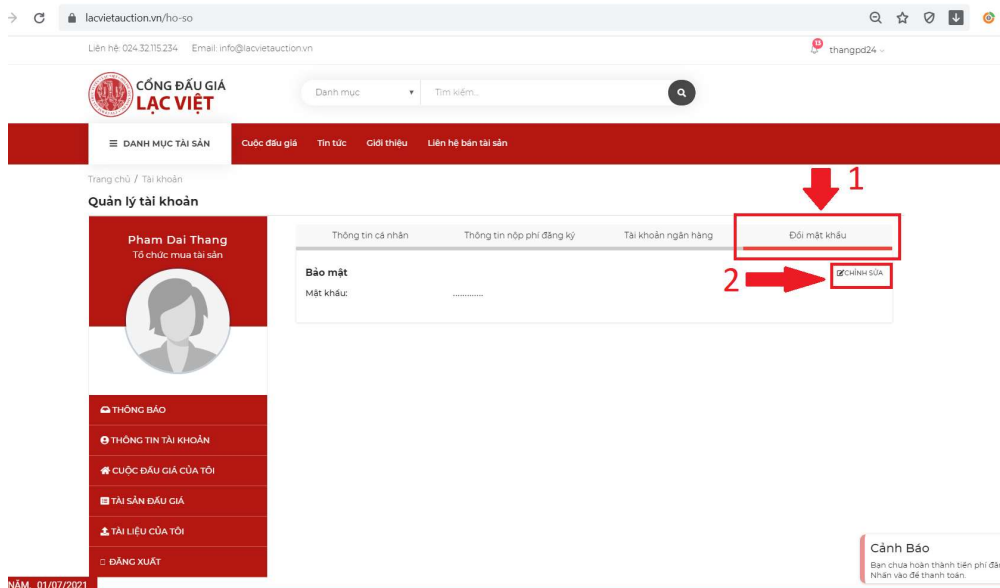 lacvietauction.vn/ho-so
Liên hệ: 024.32.115.234 Email: info@lacvietauction.vn
13
thangpd24
CỔNG ĐẤU GIÁ
LẠC VIỆT
Danh mục
Tìm kiếm...
DANH MỤC TÀI SẢN Cuộc đấu giá Tin tức Giới thiệu Liên hệ bán tài sản
Trang chủ / Tài khoản
1
Quản lý tài khoản
Pham Dai Thang
Tổ chức mua tài sản
Thông tin cá nhân Thông tin nộp phí đăng ký Tài khoản ngân hàng Đổi mật khẩu
Bảo mật
2
CHỈNH SỬA
Mật khẩu: .............
THÔNG BÁO
THÔNG TIN TÀI KHOẢN
CUỘC ĐẤU GIÁ CỦA TÔI
TÀI SẢN ĐẤU GIÁ
TÀI LIỆU CỦA TÔI
ĐĂNG XUẤT
Cảnh Báo
Bạn chưa hoàn thành tiền phí
Nhấn vào để thanh toán.
NĂM, 01/07/2021